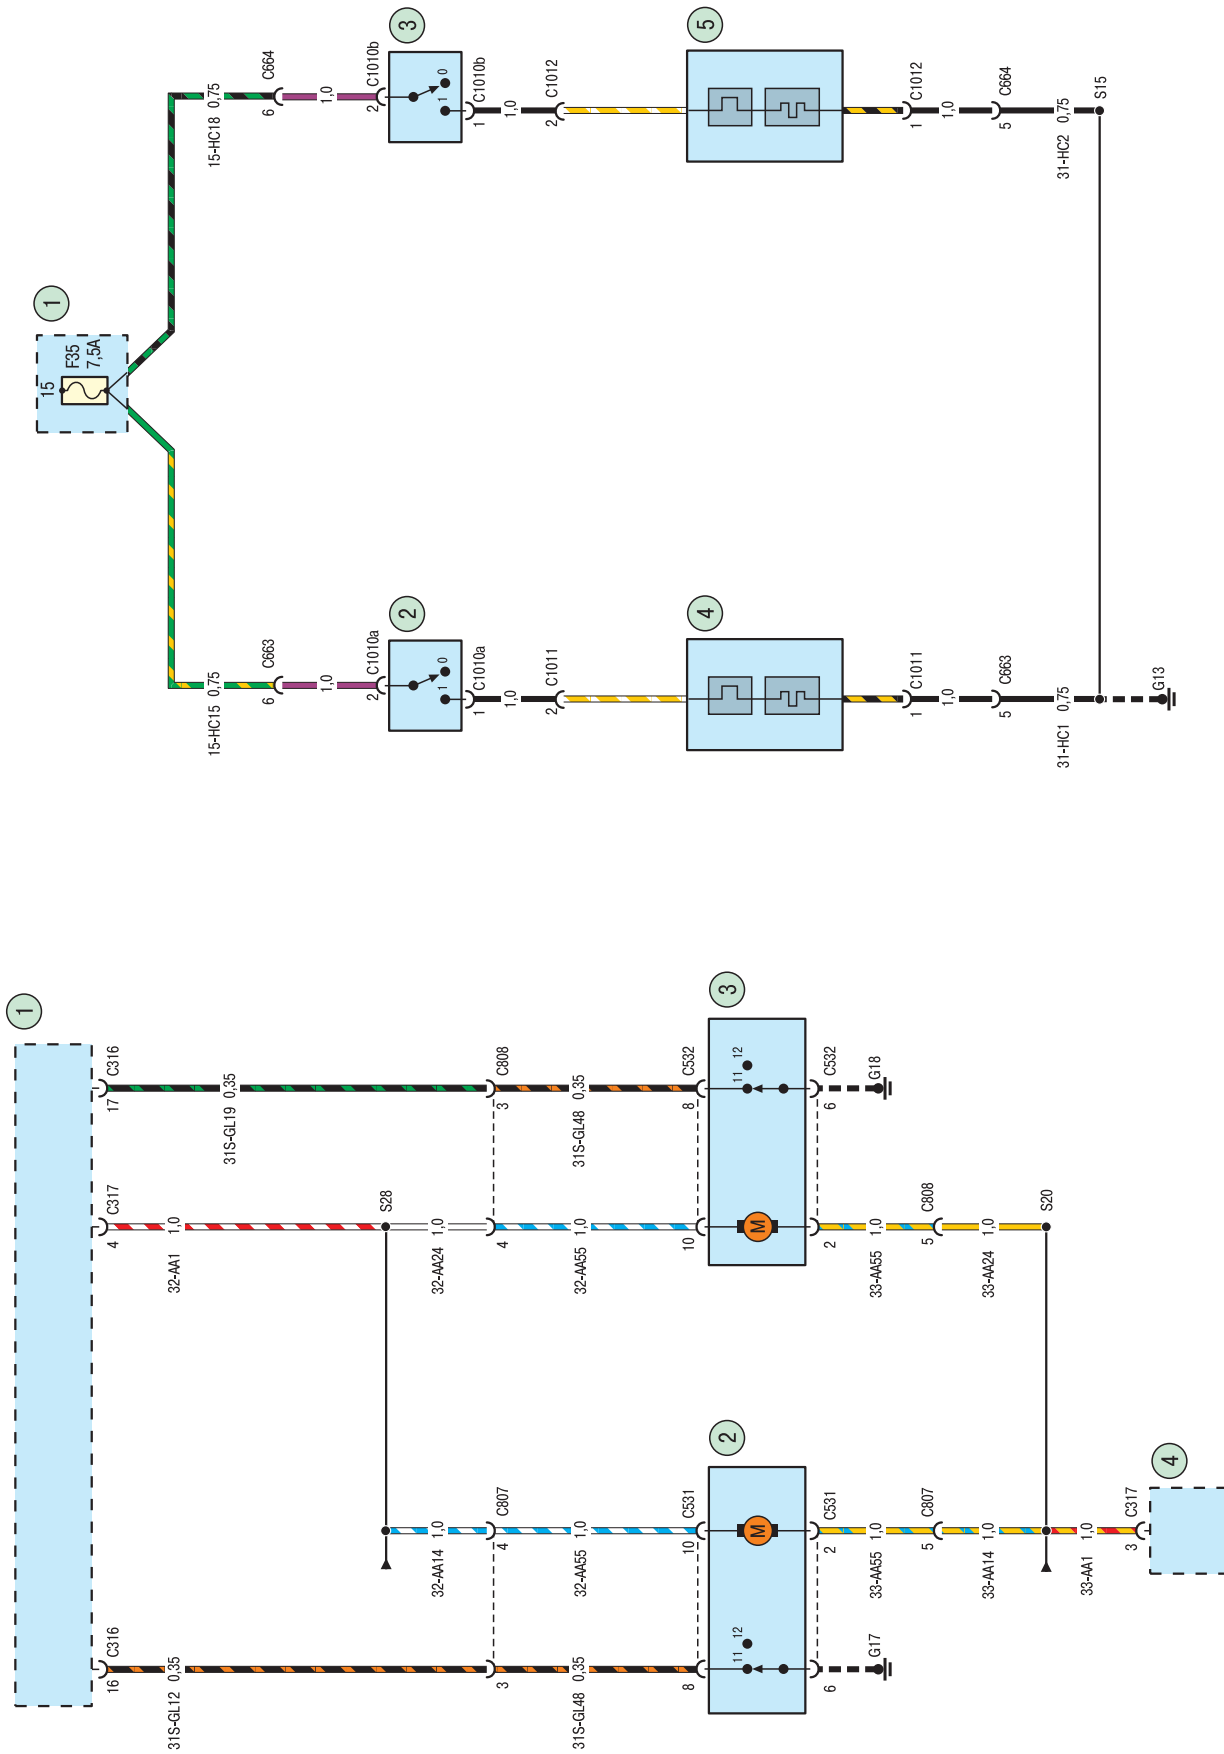 1
15
F35
7,5A
15-HC15 0,75
15-HC18 0,75
6 C663
6 C664
1,0
1,0
2 C1010a
2 C1010b
2
3
1 0
1 0
1 C1010a
1 C1010b
1,0
1,0
2 C1011
2 C1012
4
5
1 C1011
1 C1012
1,0
1,0
5 C663
5 C664
31-HC1 0,75
31-HC2 0,75
S15
G13
1
16 C316
4 C317
17 C316
31S-GL12 0,35
32-AA1 1,0
31S-GL19 0,35
S28
32-AA14 1,0
32-AA24 1,0
3
4 C807
4
3 C808
31S-GL48 0,35
32-AA55 1,0
32-AA55 1,0
31S-GL48 0,35
8
10 C531
10
8 C532
2
3
11 12
M
M
11 12
6
2 C531
2
6 C532
G17
33-AA55 1,0
33-AA55 1,0
G18
5 C807
5 C808
33-AA14 1,0
33-AA24 1,0
S20
33-AA1 1,0
3 C317
4